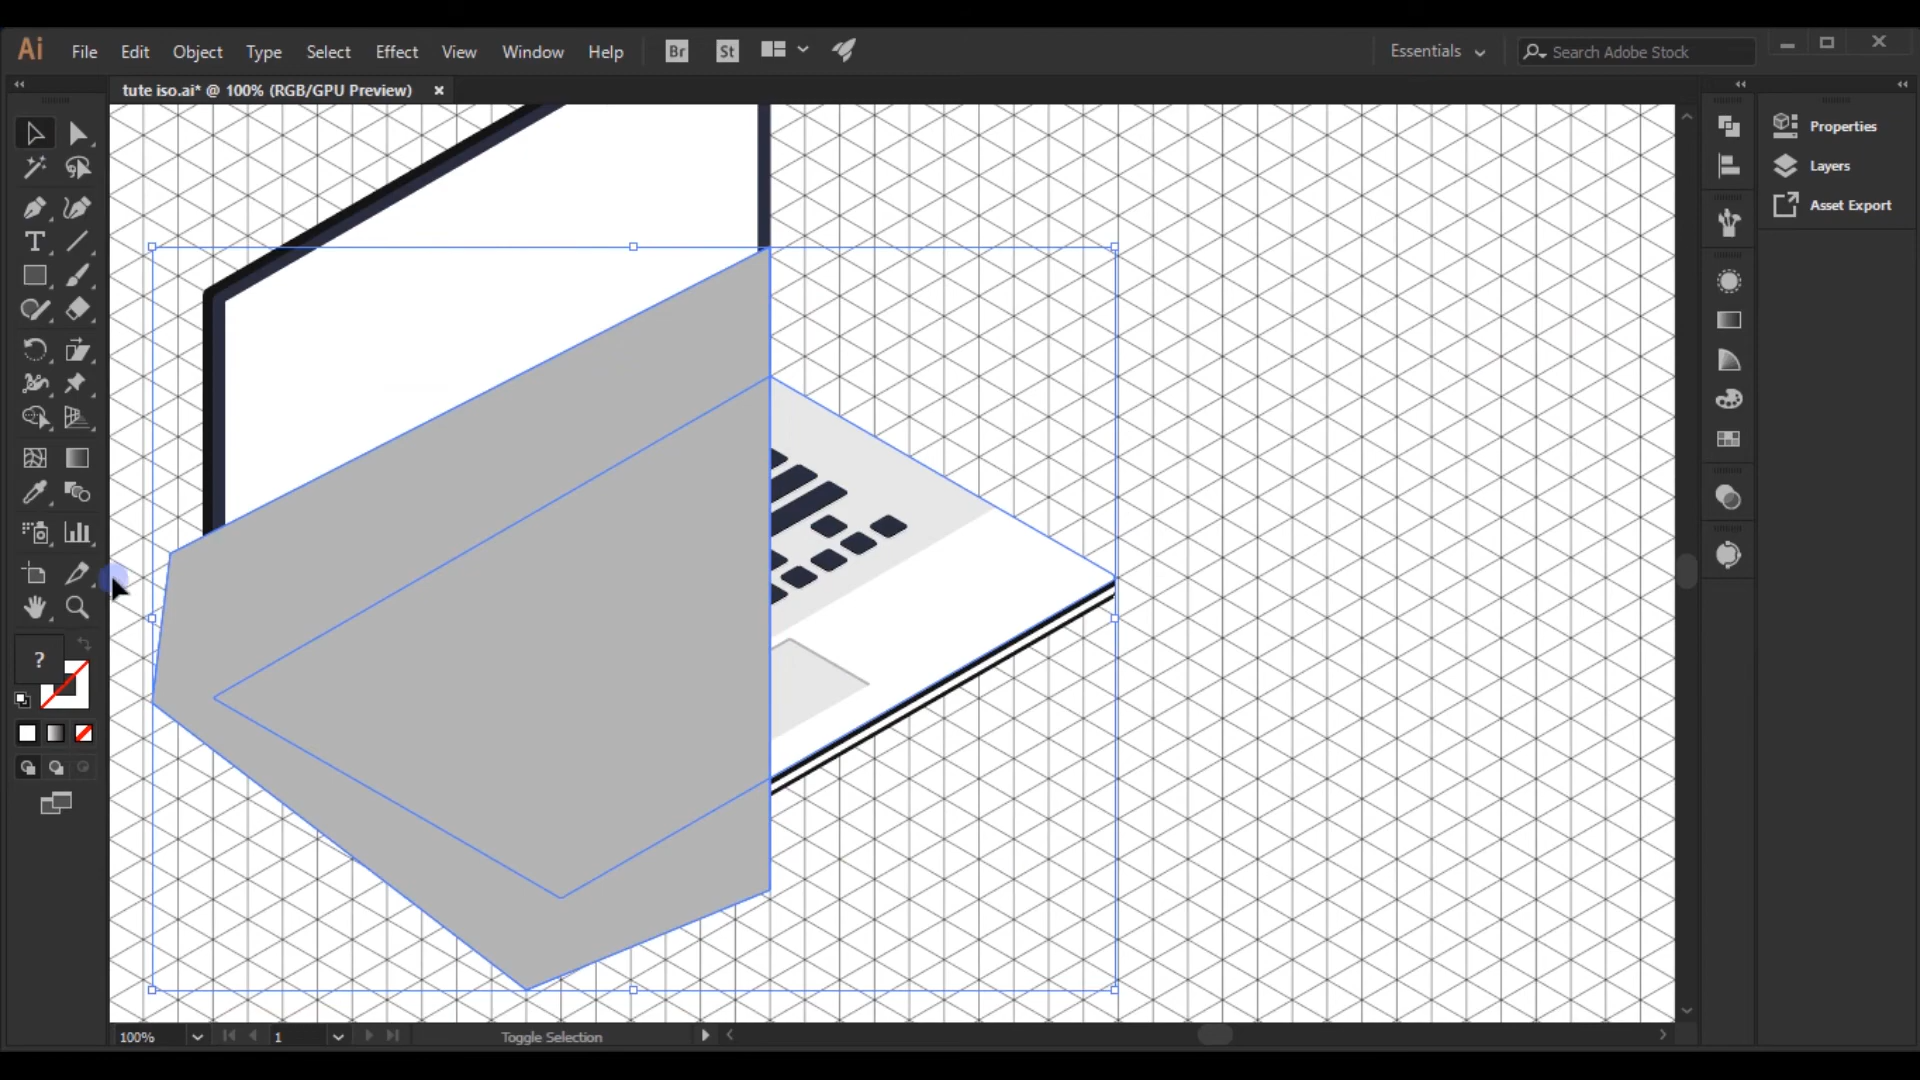 Ai File Edit Object Type Select Effect View Window Help Br St Essentials Search Adobe Stock
tute iso.ai* @ 100% (RGB/GPU Preview)
Properties
Layers
Asset Export
T
?
100% 1 Toggle Selection